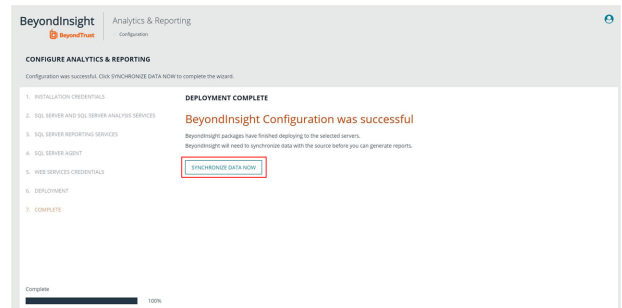 BeyondInsight
BeyondTrust
Analytics & Reporting
Configuration
CONFIGURE ANALYTICS & REPORTING
Configuration was successful. Click SYNCHRONIZE DATA NOW to complete the wizard.
1. INSTALLATION CREDENTIALS
2. SQL SERVER AND SQL SERVER ANALYSIS SERVICES
3. SQL SERVER REPORTING SERVICES
4. SQL SERVER AGENT
5. WEB SERVICES CREDENTIALS
6. DEPLOYMENT
7. COMPLETE
DEPLOYMENT COMPLETE
BeyondInsight Configuration was successful
BeyondInsight packages have finished deploying to the selected servers.
BeyondInsight will need to synchronize data with the source before you can generate reports.
SYNCHRONIZE DATA NOW
Complete
100%